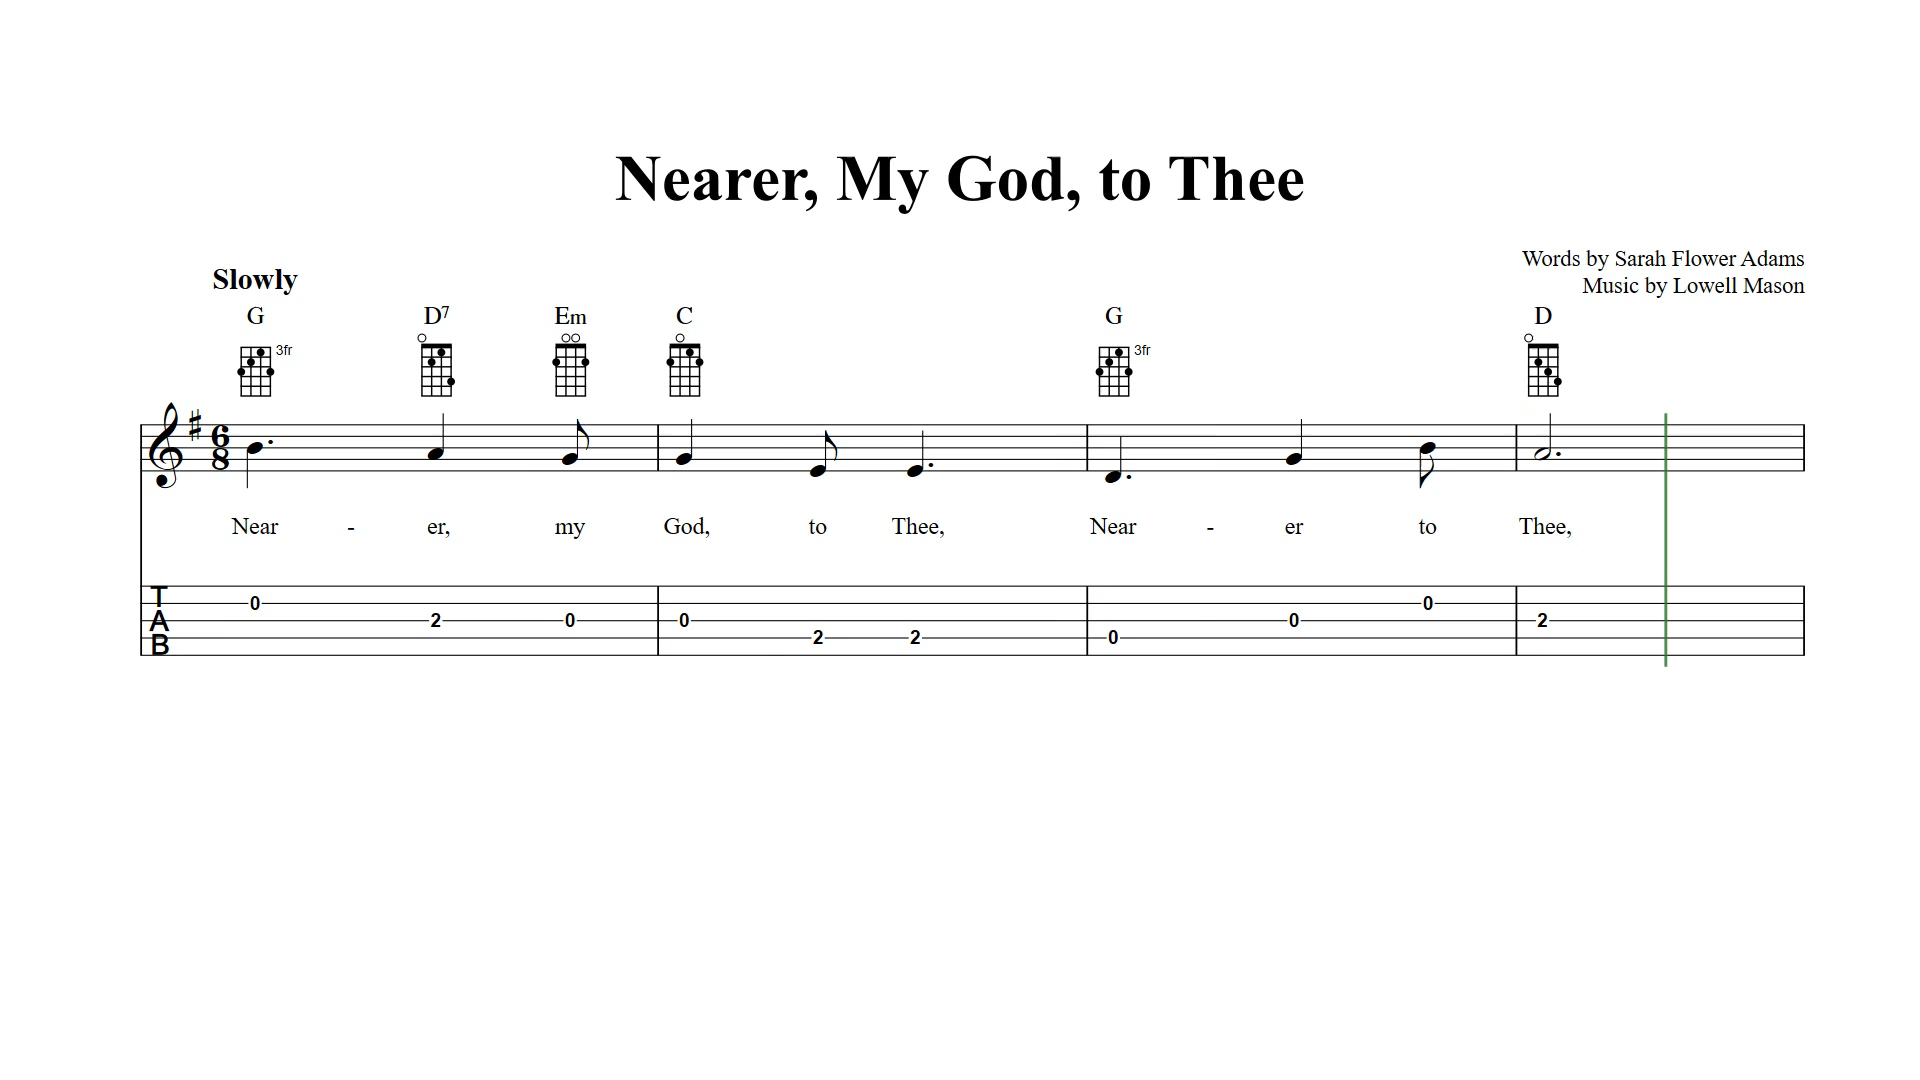 Nearer, My God, to Thee
Words by Sarah Flower Adams
Music by Lowell Mason
Slowly
G D7 Em C G D
3fr 3fr
6
8
Near - er, my God, to Thee, Near - er to Thee,
T
A
B
0 2 0 0 2 2 0 0 0 2